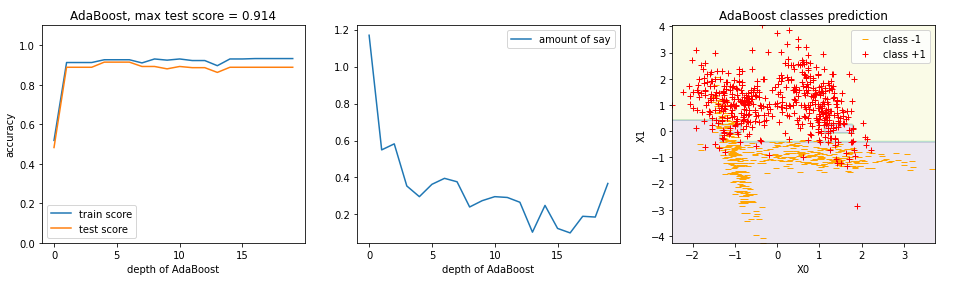 AdaBoost, max test score = 0.914
accuracy
1.0
0.8
0.6
0.4
0.2
0.0
train score
test score
0 5 10 15
depth of AdaBoost
amount of say
1.2
1.0
0.8
0.6
0.4
0.2
0 5 10 15
depth of AdaBoost
AdaBoost classes prediction
class -1
class +1
X1
4
3
2
1
0
−1
−2
−3
−4
−2 −1 0 1 2 3
X0